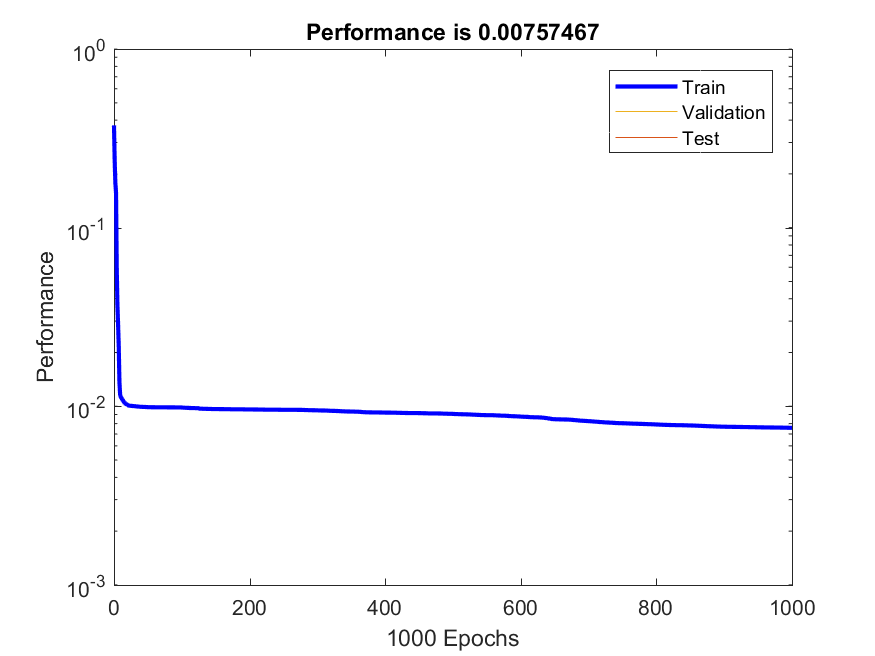 Performance is 0.00757467
10^0
Train
Validation
Test
10^-1
Performance
10^-2
10^-3
0 200 400 600 800 1000
1000 Epochs